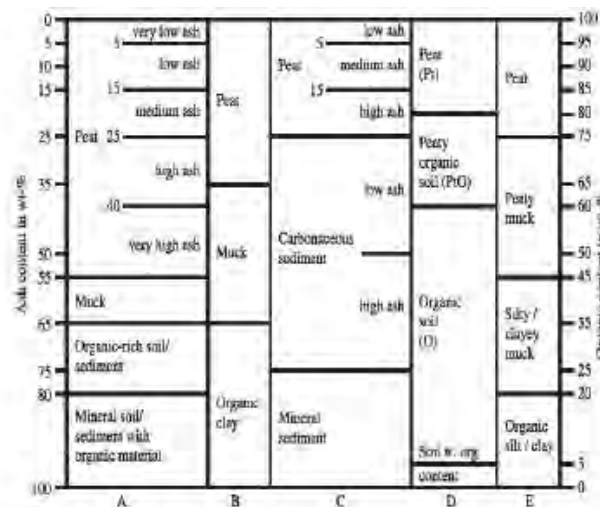 0
5
10
15
25
35
50
55
65
75
80
100
Ash content in wt-%
very low ash
5
low ash
15
medium ash
Peat 25
high ash
40
very high ash
Muck
Organic-rich soil/
sediment
Mineral soil/
sediment with
organic material
A
Peat
Muck
Organic
clay
B
low ash
5
Peat
medium ash
15
high ash
low ash
Carbonaceous
sediment
high ash
Mineral
sediment
C
Peat
(Pt)
Peaty
organic
soil (PtO)
Organic
soil
(O)
Soil w. org
content
D
Peat
Peaty
muck
Silty /
clayey
muck
Organic
silt / clay
E
100
95
90
85
80
75
65
60
50
45
35
25
20
5
0